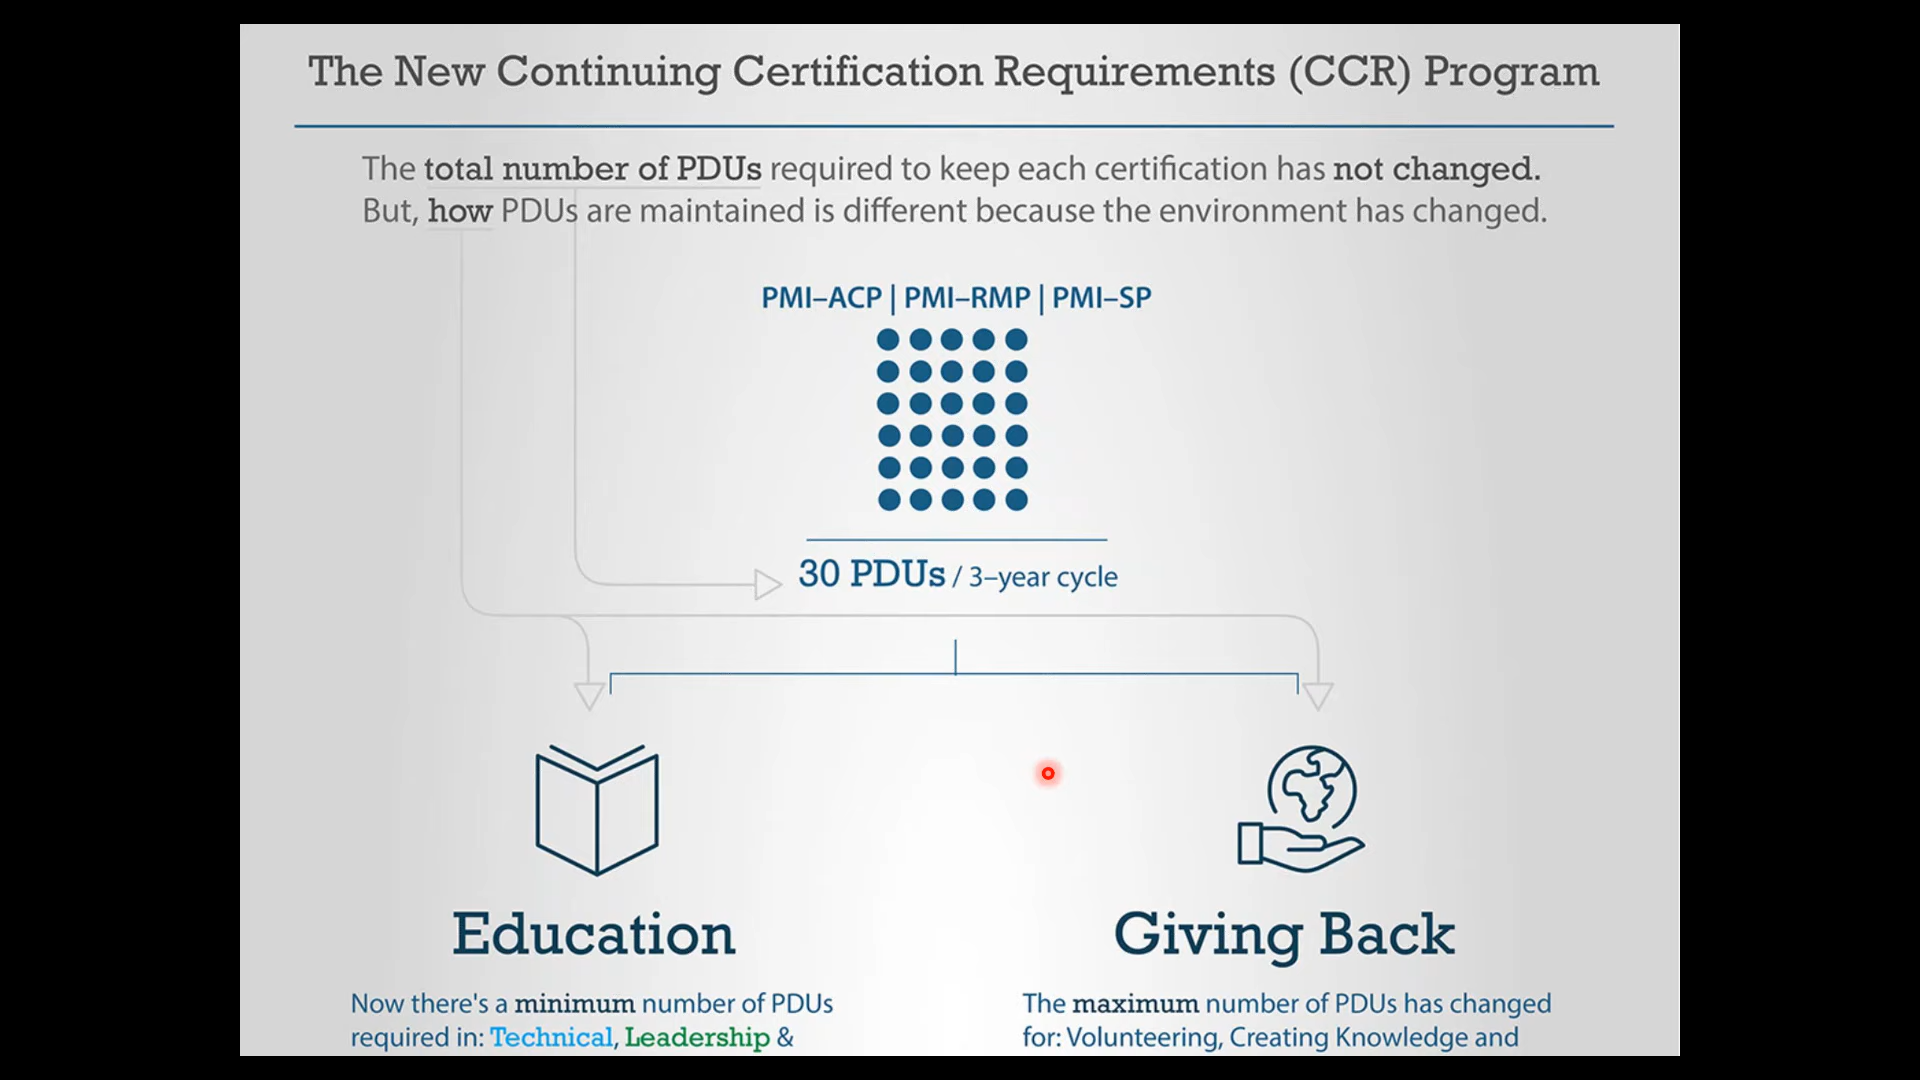 The New Continuing Certification Requirements (CCR) Program
The total number of PDUs required to keep each certification has not changed.
But, how PDUs are maintained is different because the environment has changed.
PMI–ACP | PMI–RMP | PMI–SP
30 PDUs / 3–year cycle
Education
Now there's a minimum number of PDUs
required in: Technical, Leadership &
Giving Back
The maximum number of PDUs has changed
for: Volunteering, Creating Knowledge and